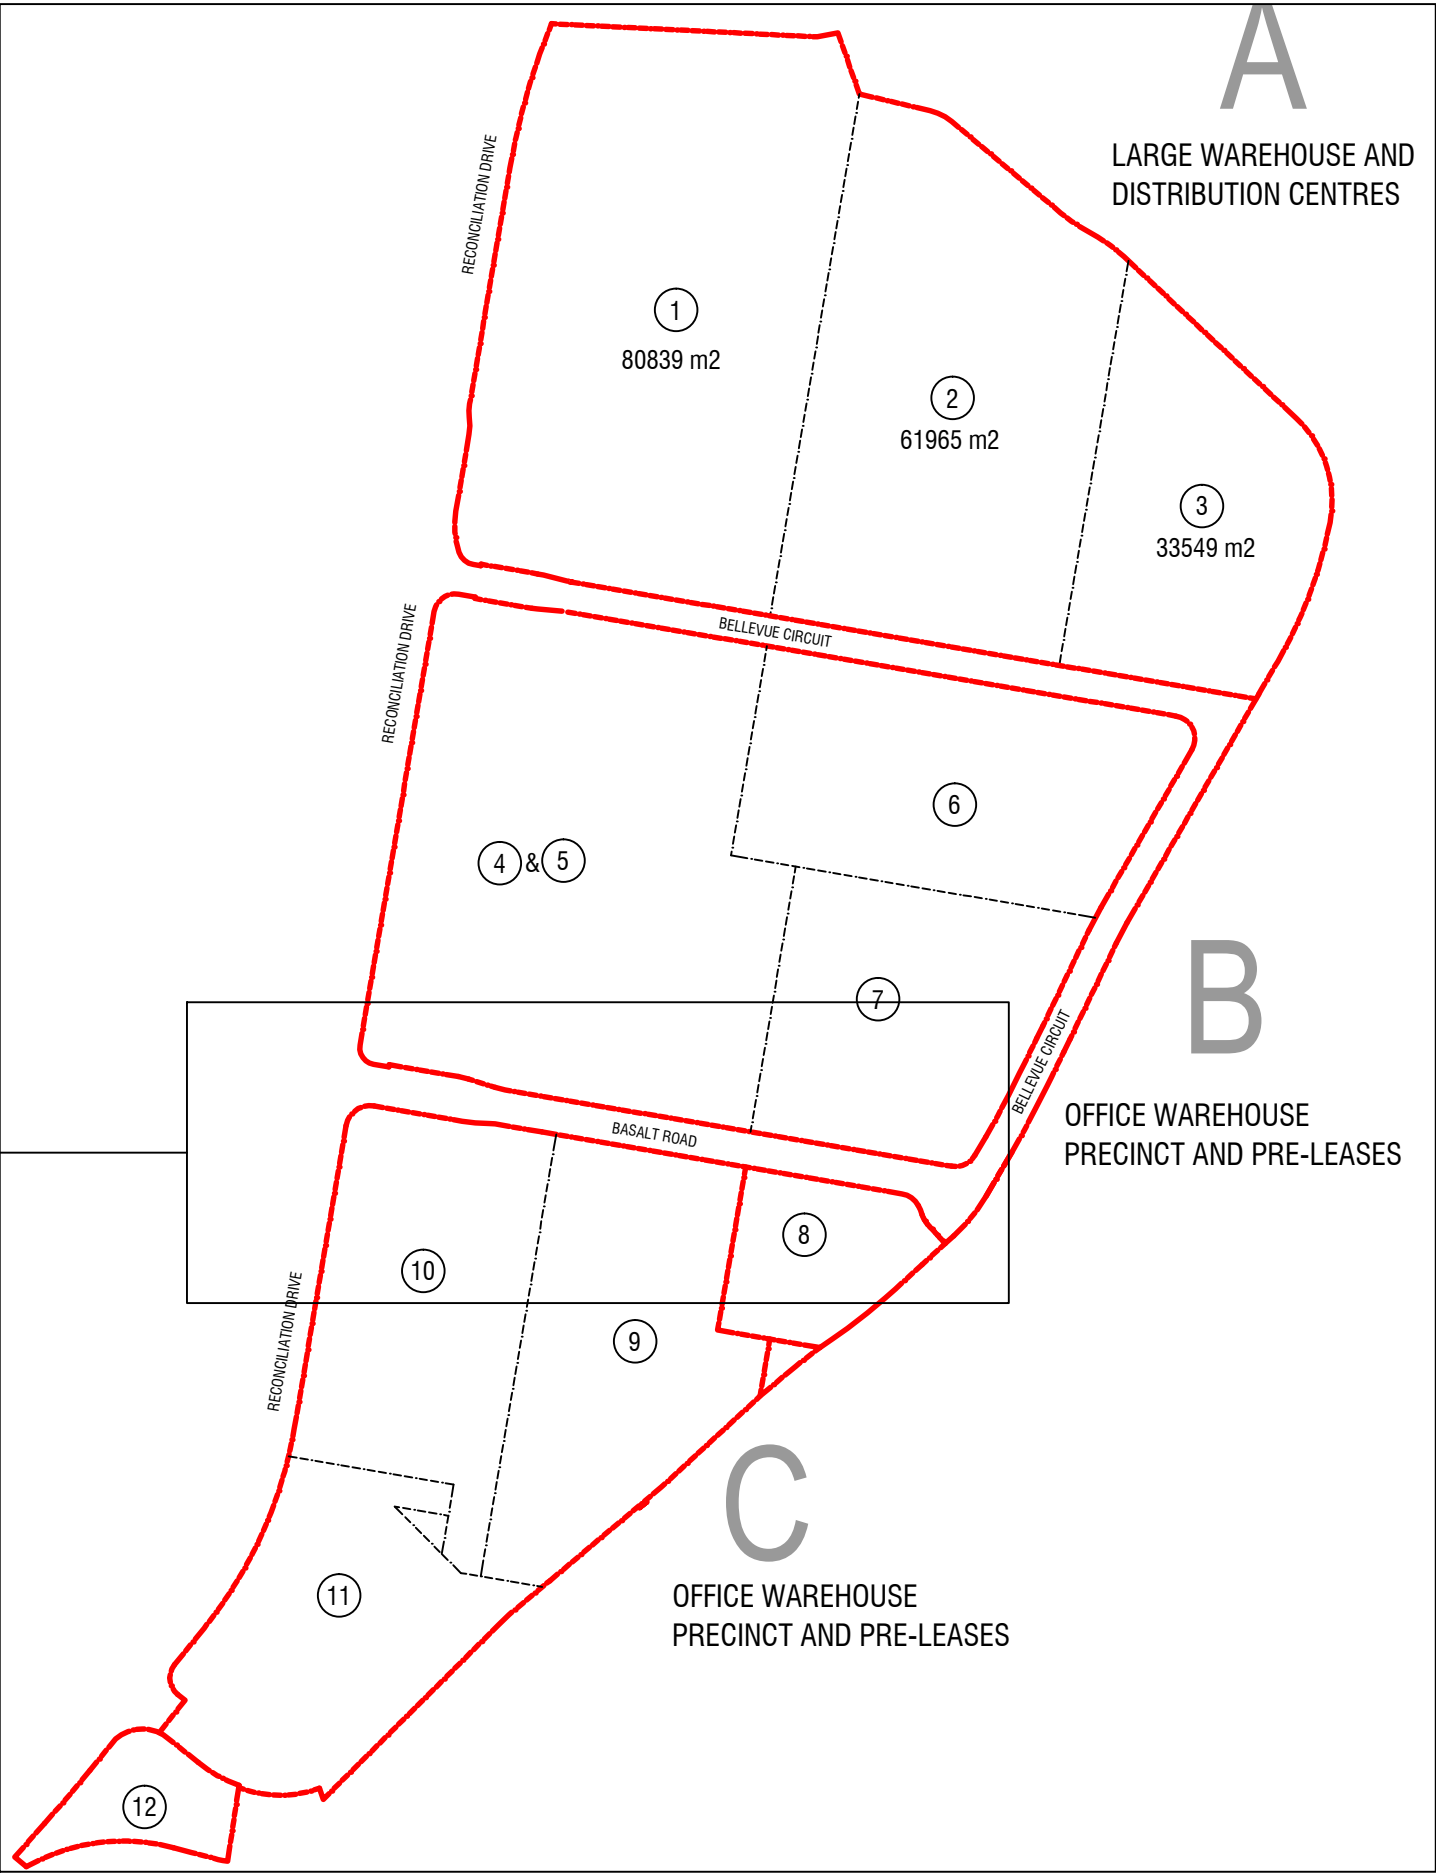 A
LARGE WAREHOUSE AND
DISTRIBUTION CENTRES
RECONCILIATION DRIVE
1
80839 m2
2
61965 m2
3
33549 m2
BELLEVUE CIRCUIT
RECONCILIATION DRIVE
6
4 & 5
7
B
OFFICE WAREHOUSE
PRECINCT AND PRE-LEASES
BELLEVUE CIRCUIT
BASALT ROAD
8
10
9
RECONCILIATION DRIVE
C
OFFICE WAREHOUSE
PRECINCT AND PRE-LEASES
11
12